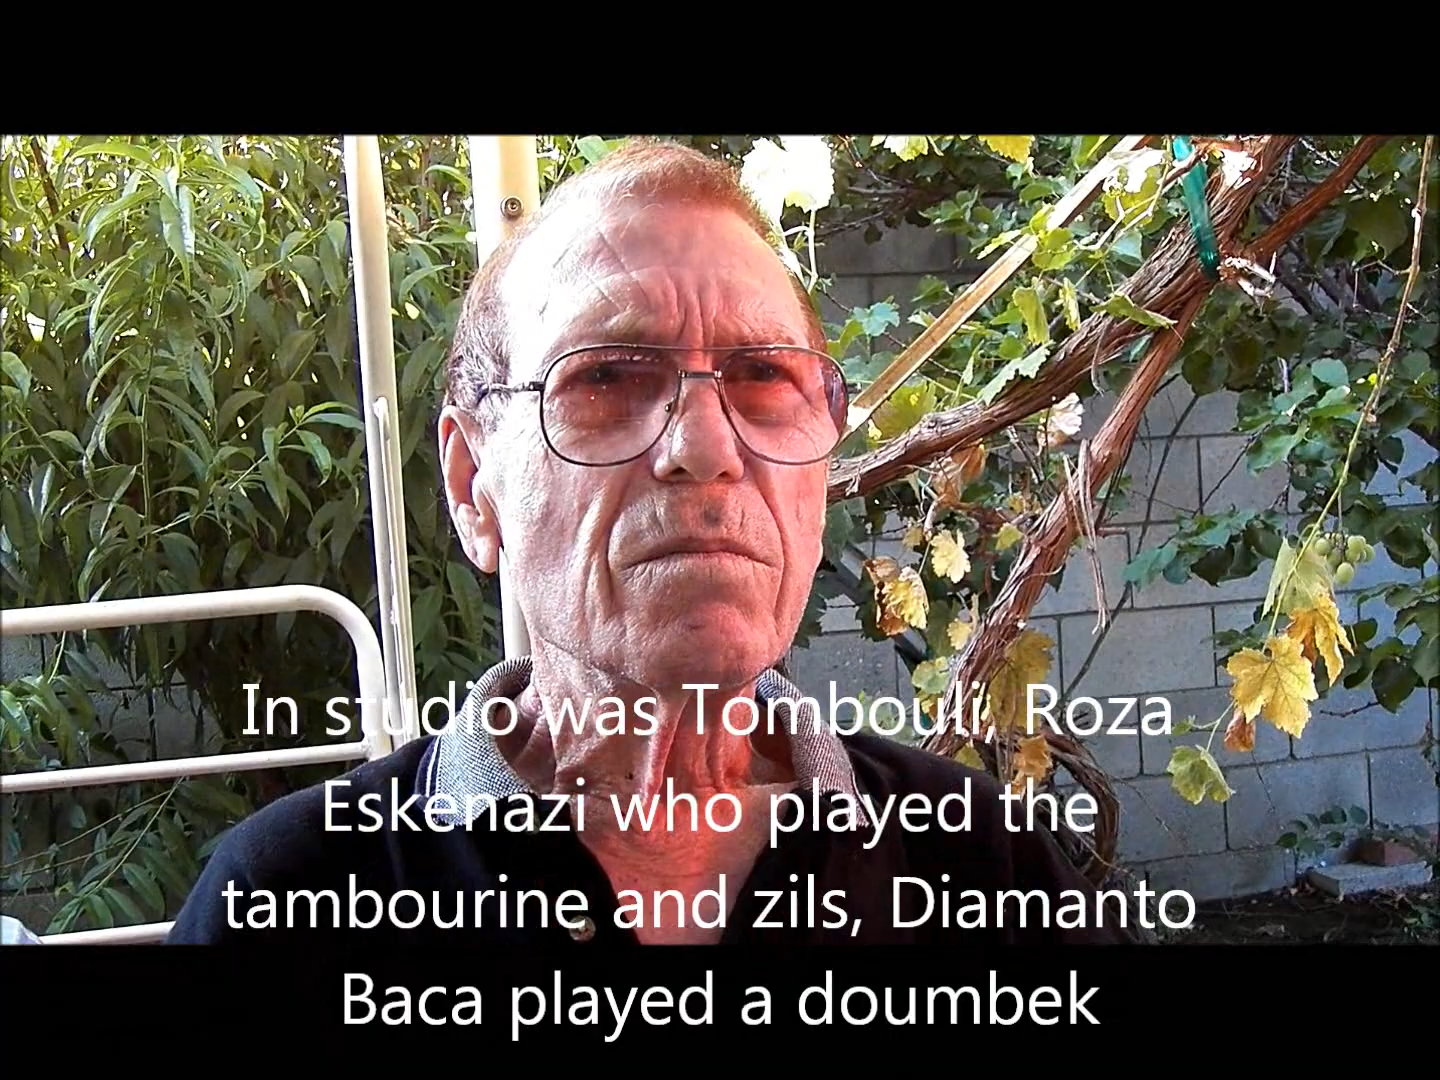 In studio was Tombouli, Roza
Eskenazi who played the
tambourine and zils, Diamanto
Baca played a doumbek